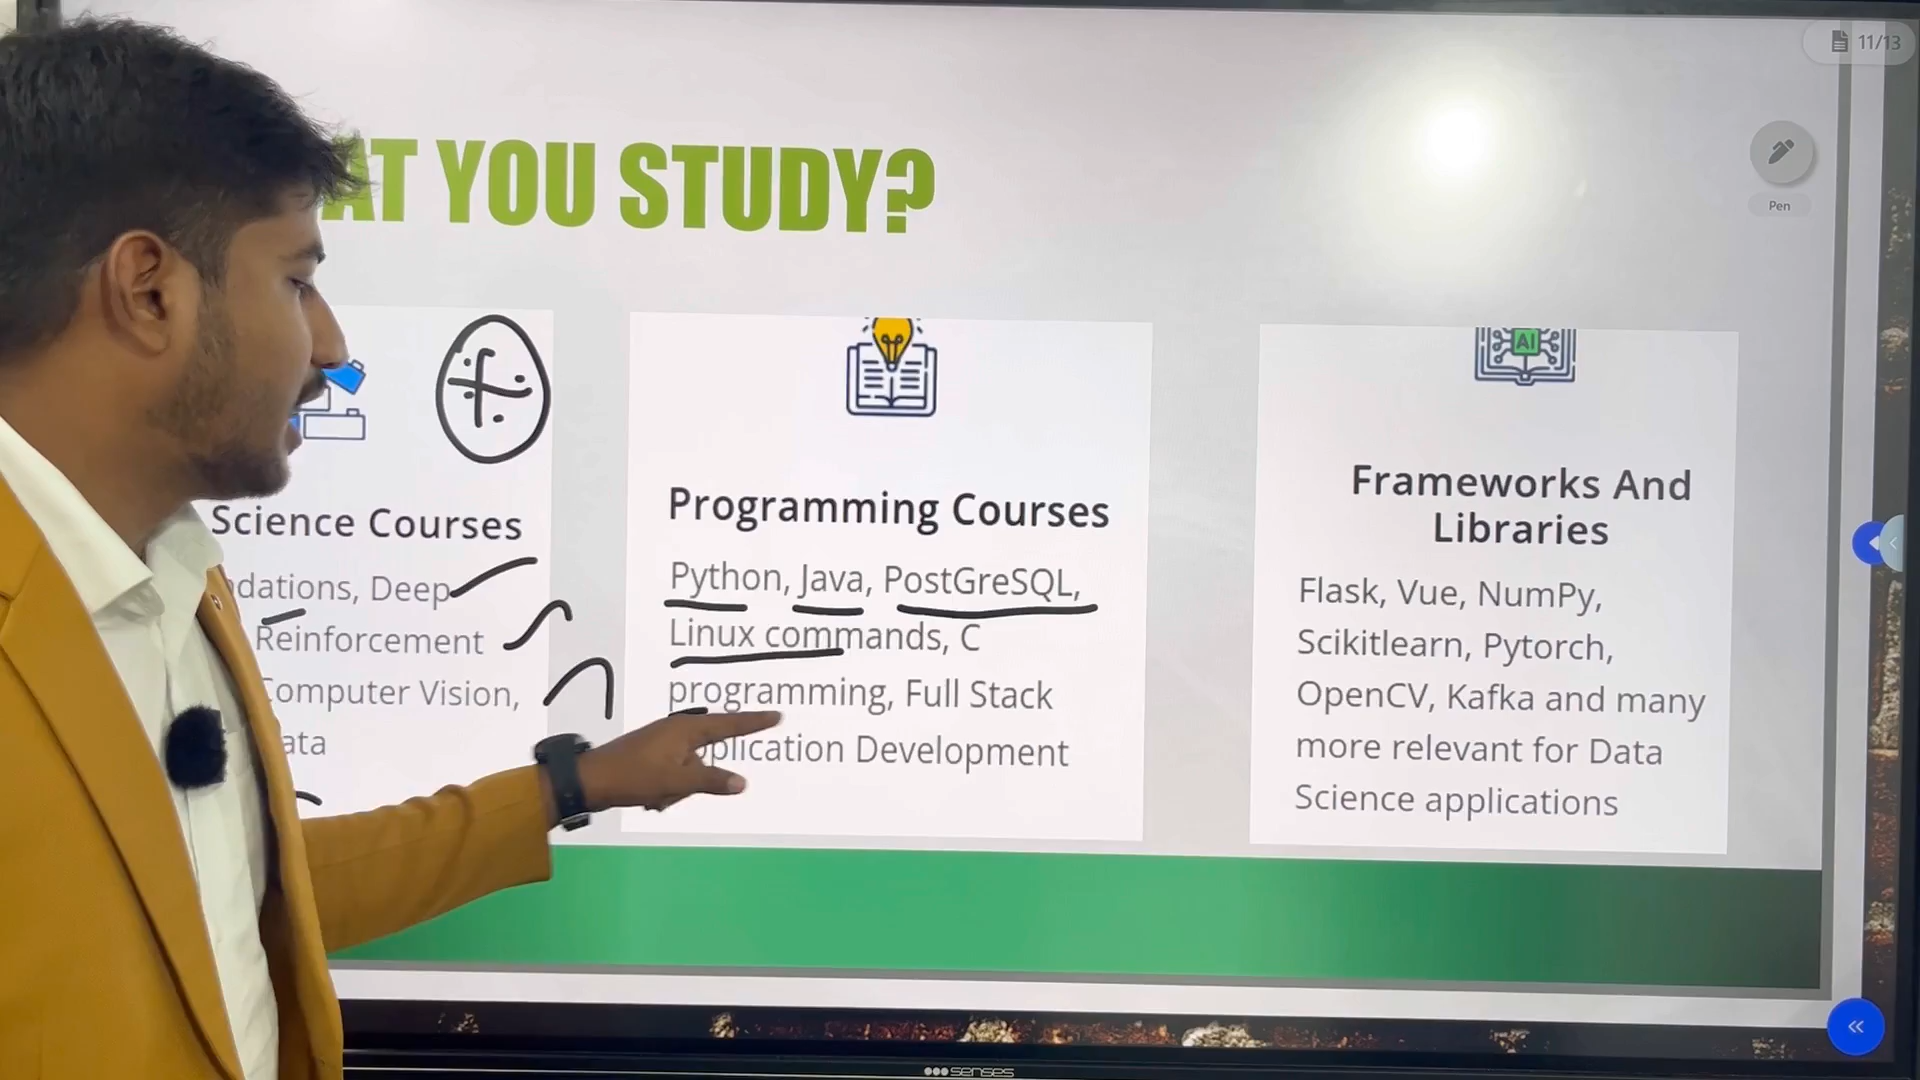 11/13
Pen
AT YOU STUDY?
Science Courses
dations, Deep
Reinforcement
Computer Vision,
ata
Programming Courses
Python, Java, PostGreSQL,
Linux commands, C
programming, Full Stack
pplication Development
AI
Frameworks And
Libraries
Flask, Vue, NumPy,
Scikitlearn, Pytorch,
OpenCV, Kafka and many
more relevant for Data
Science applications
senses